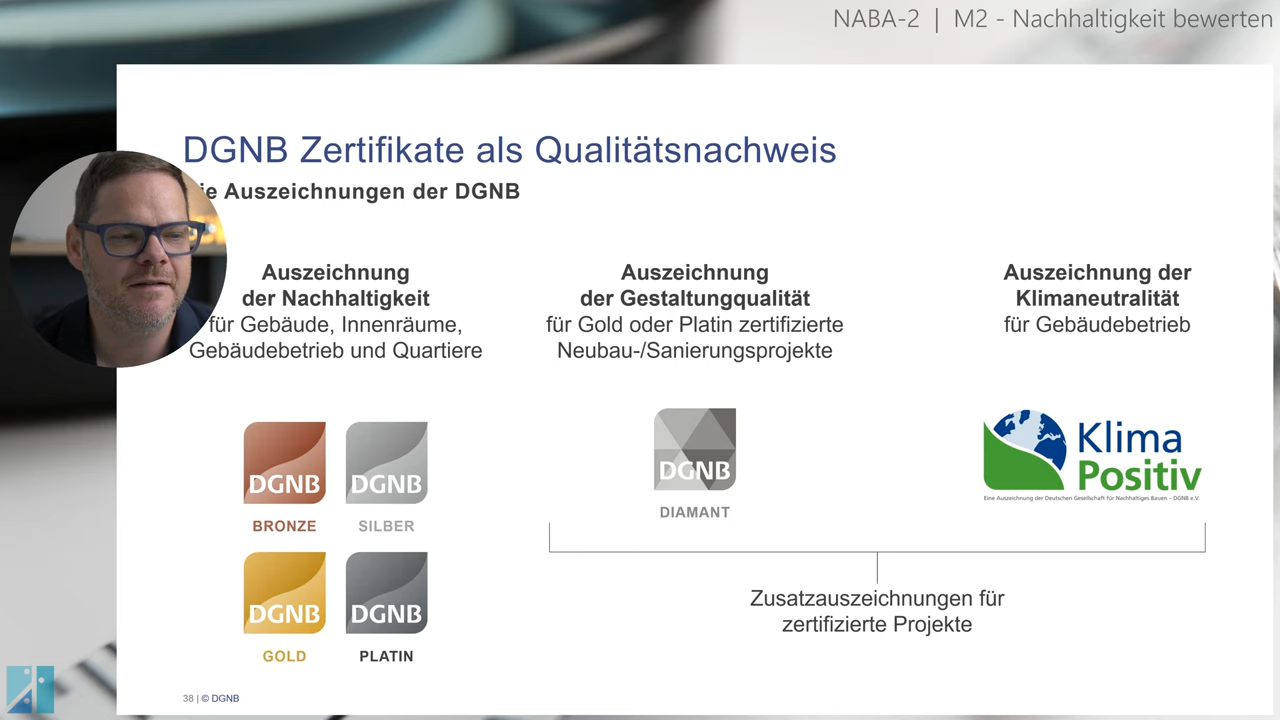 NABA-2 | M2 - Nachhaltigkeit bewerten
DGNB Zertifikate als Qualitätsnachweis
Auszeichnungen der DGNB
Auszeichnung
der Nachhaltigkeit
für Gebäude, Innenräume,
Gebäudebetrieb und Quartiere
Auszeichnung
der Gestaltungqualität
für Gold oder Platin zertifizierte
Neubau-/Sanierungsprojekte
Auszeichnung der
Klimaneutralität
für Gebäudebetrieb
DGNB
BRONZE
DGNB
SILBER
DGNB
GOLD
DGNB
PLATIN
DGNB
DIAMANT
Klima
Positiv
Eine Auszeichnung der Deutschen Gesellschaft für Nachhaltiges Bauen – DGNB e.V.
Zusatzauszeichnungen für
zertifizierte Projekte
38 | © DGNB